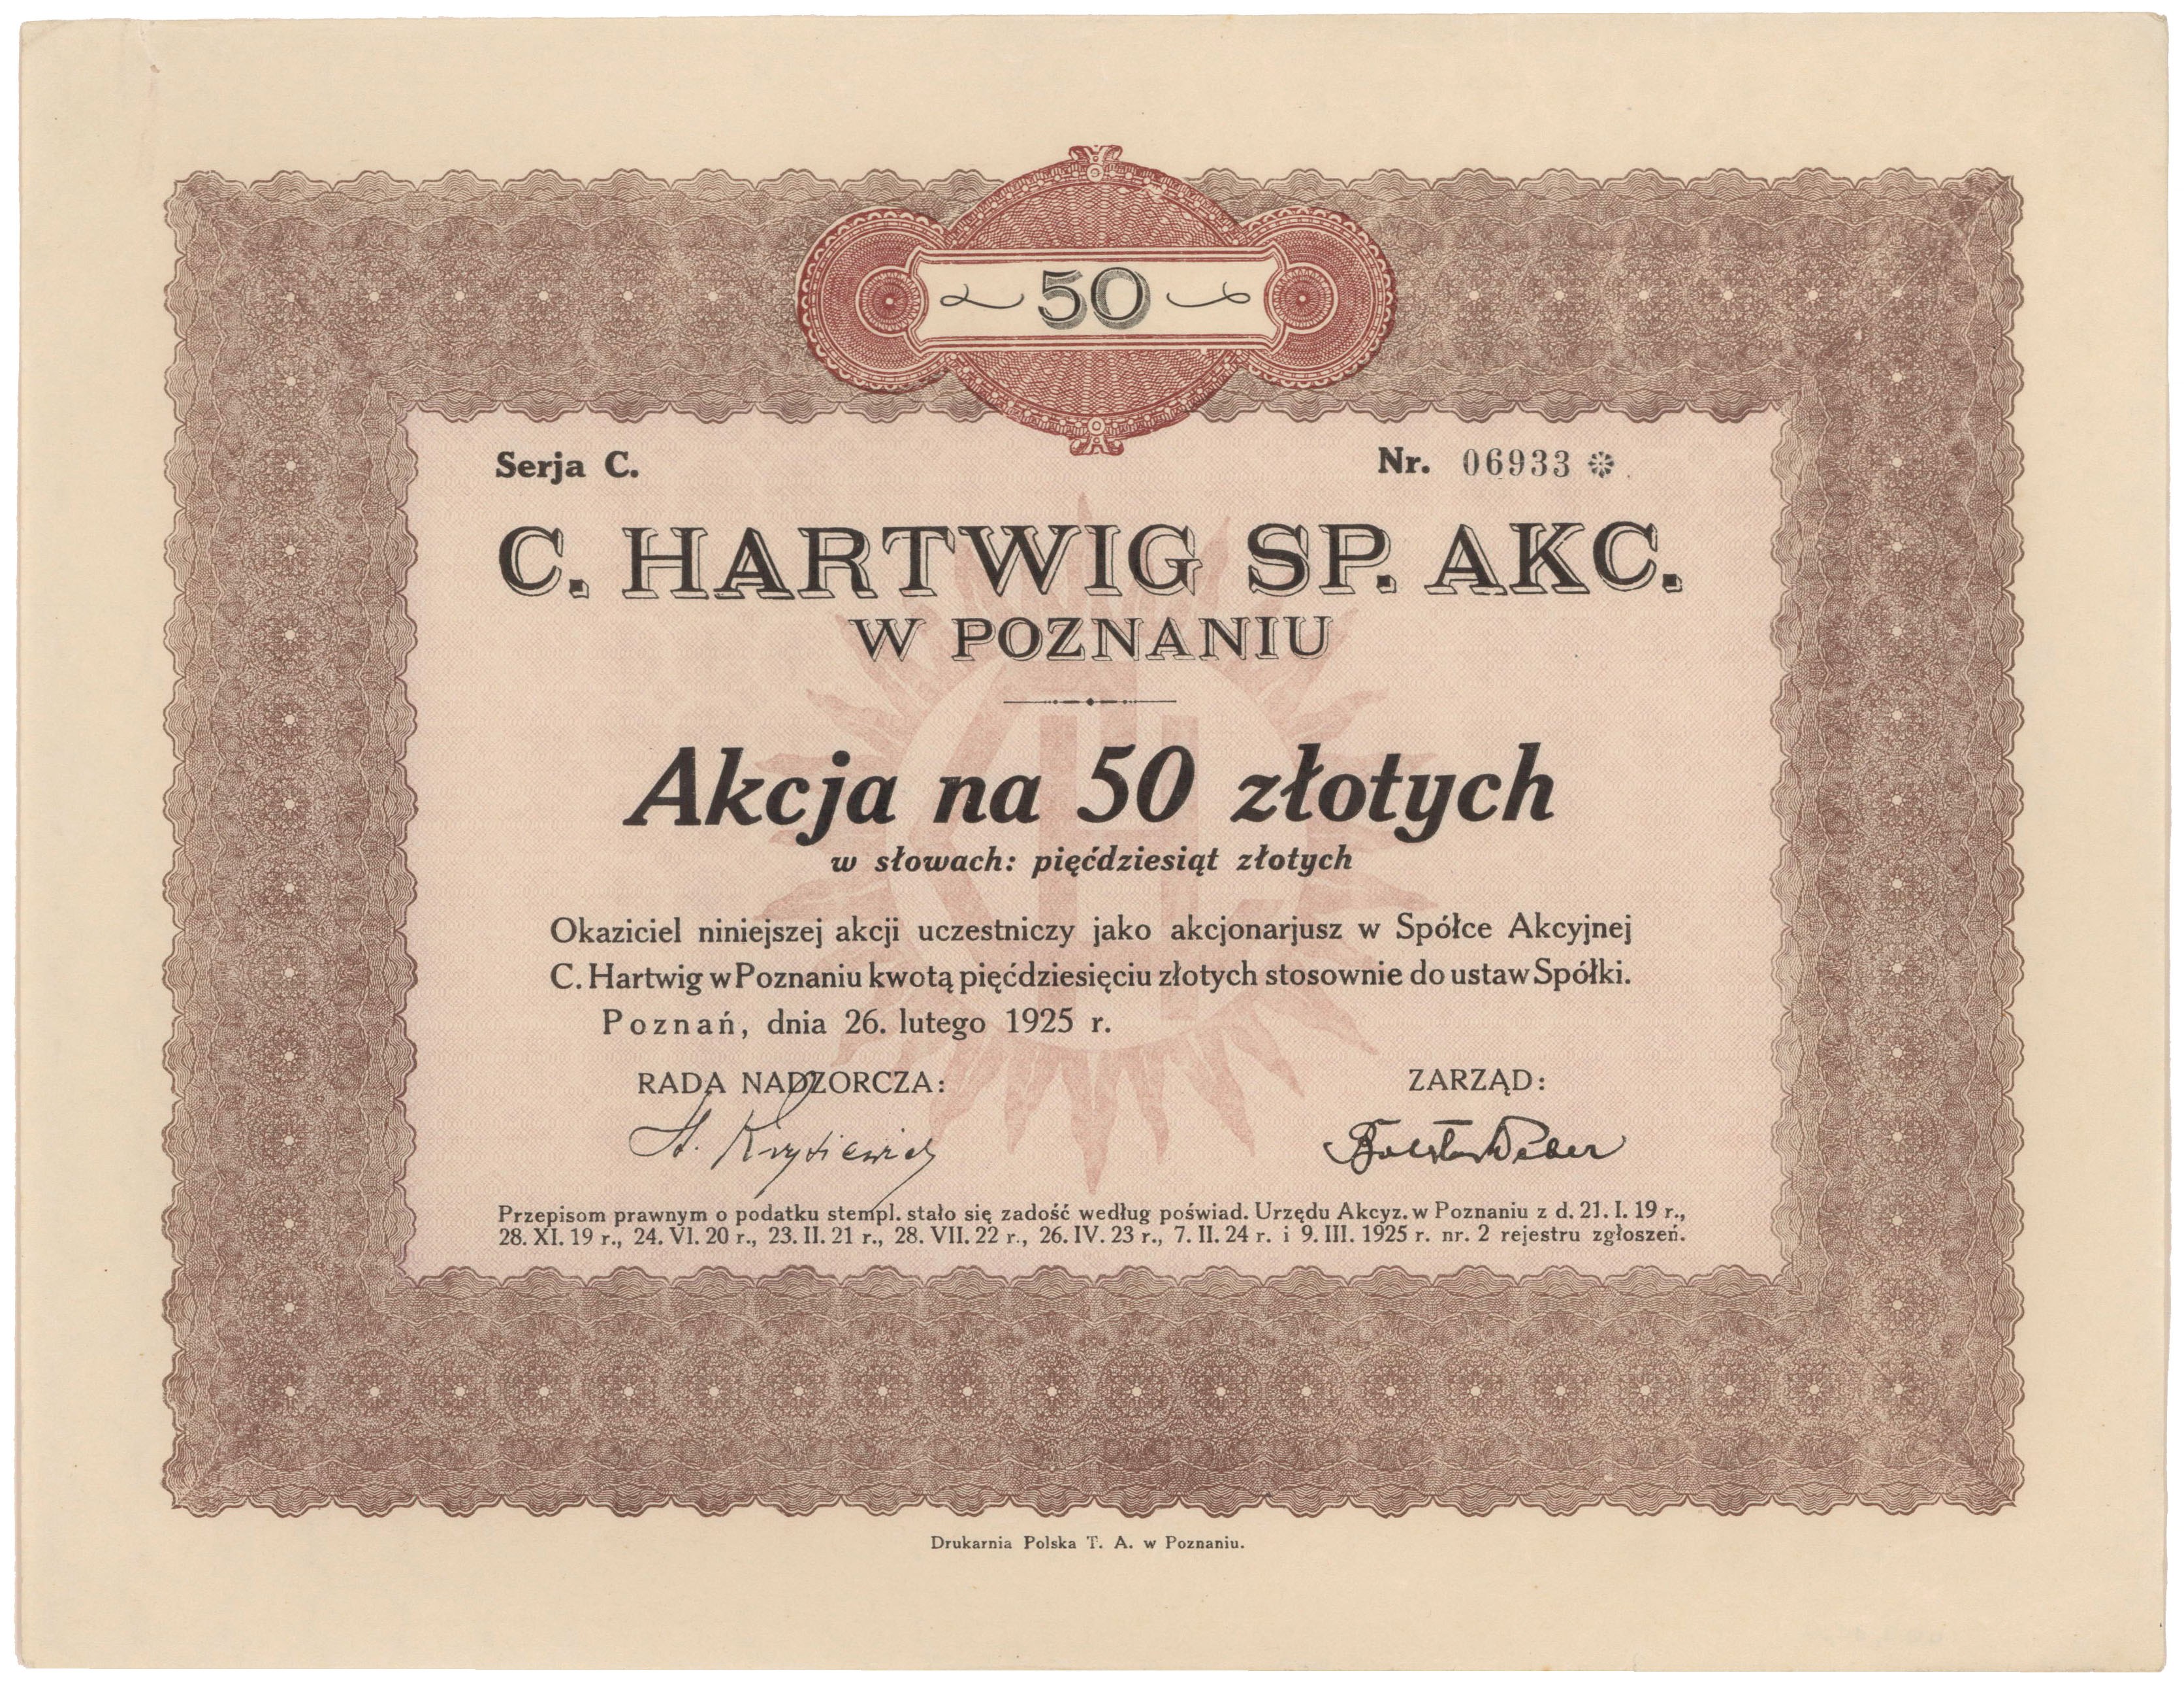 50
Serja C.
Nr. 06933
C. HARTWIG SP. AKC.
W POZNANIU
Akcja na 50 złotych
w słowach: pięćdziesiąt złotych
Okaziciel niniejszej akcji uczestniczy jako akcjonarjusz w Spółce Akcyjnej
C. Hartwig w Poznaniu kwotą pięćdziesięciu złotych stosownie do ustaw Spółki.
Poznań, dnia 26. lutego 1925 r.
RADA NADZORCZA:
ZARZĄD:
Przepisom prawnym o podatku stempl. stało się zadość według poświad. Urzędu Akcyz. w Poznaniu z d. 21. I. 19 r.,
28. XI. 19 r., 24. VI. 20 r., 23. II. 21 r., 28. VII. 22 r., 26. IV. 23 r., 7. II. 24 r. i 9. III. 1925 r. nr. 2 rejestru zgłoszeń.
Drukarnia Polska T. A. w Poznaniu.